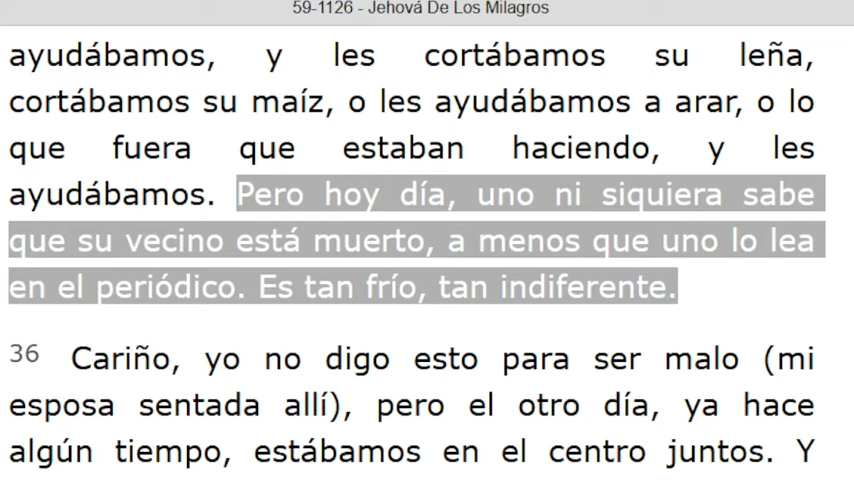 59-1126 - Jehová De Los Milagros
ayudábamos, y les cortábamos su leña,
cortábamos su maíz, o les ayudábamos a arar, o lo
que fuera que estaban haciendo, y les
ayudábamos. Pero hoy día, uno ni siquiera sabe
que su vecino está muerto, a menos que uno lo lea
en el periódico. Es tan frío, tan indiferente.
36 Cariño, yo no digo esto para ser malo (mi
esposa sentada allí), pero el otro día, ya hace
algún tiempo, estábamos en el centro juntos. Y